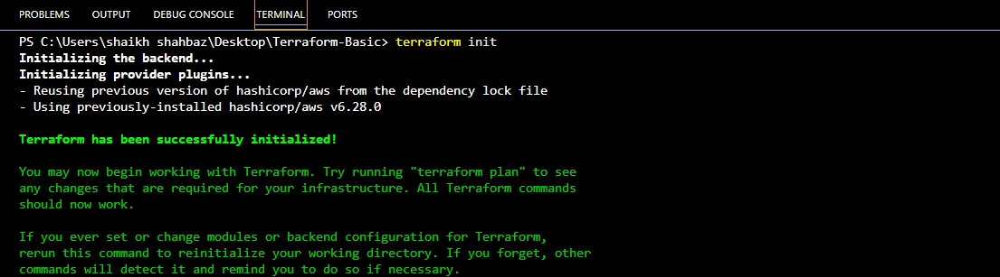 PROBLEMS OUTPUT DEBUG CONSOLE TERMINAL PORTS
PS C:\Users\shaikh shahbaz\Desktop\Terraform-Basic> terraform init
Initializing the backend...
Initializing provider plugins...
- Reusing previous version of hashicorp/aws from the dependency lock file
- Using previously-installed hashicorp/aws v6.28.0
Terraform has been successfully initialized!
You may now begin working with Terraform. Try running "terraform plan" to see
any changes that are required for your infrastructure. All Terraform commands
should now work.
If you ever set or change modules or backend configuration for Terraform,
rerun this command to reinitialize your working directory. If you forget, other
commands will detect it and remind you to do so if necessary.